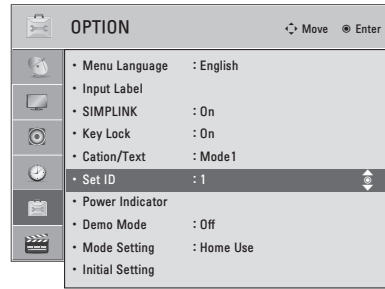 OPTION Move Enter
• Menu Language : English
• Input Label
• SIMPLINK : On
• Key Lock : On
• Cation/Text : Mode1
• Set ID : 1
• Power Indicator
• Demo Mode : Off
• Mode Setting : Home Use
• Initial Setting